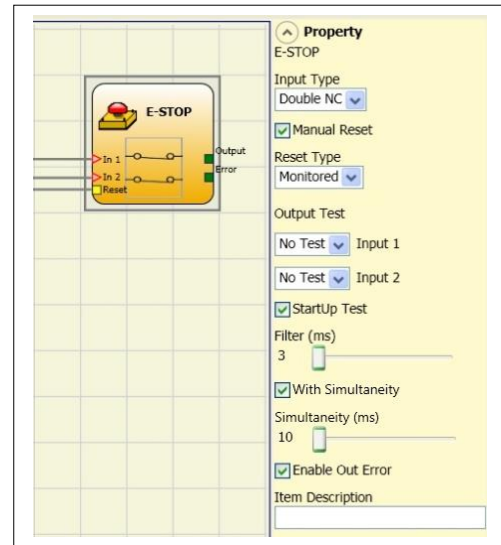 E-STOP
In 1
In 2
Reset
Output
Error
Property
E-STOP
Input Type
Double NC
Manual Reset
Reset Type
Monitored
Output Test
No Test Input 1
No Test Input 2
StartUp Test
Filter (ms)
3
With Simultaneity
Simultaneity (ms)
10
Enable Out Error
Item Description